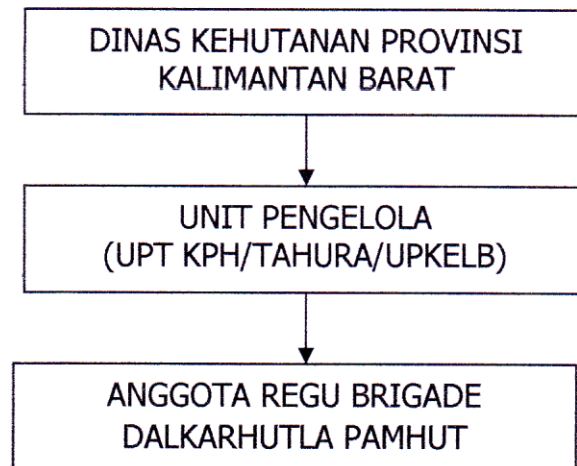 DINAS KEHUTANAN PROVINSI
KALIMANTAN BARAT
UNIT PENGELOLA
(UPT KPH/TAHURA/UPKELB)
ANGGOTA REGU BRIGADE
DALKARHUTLA PAMHUT